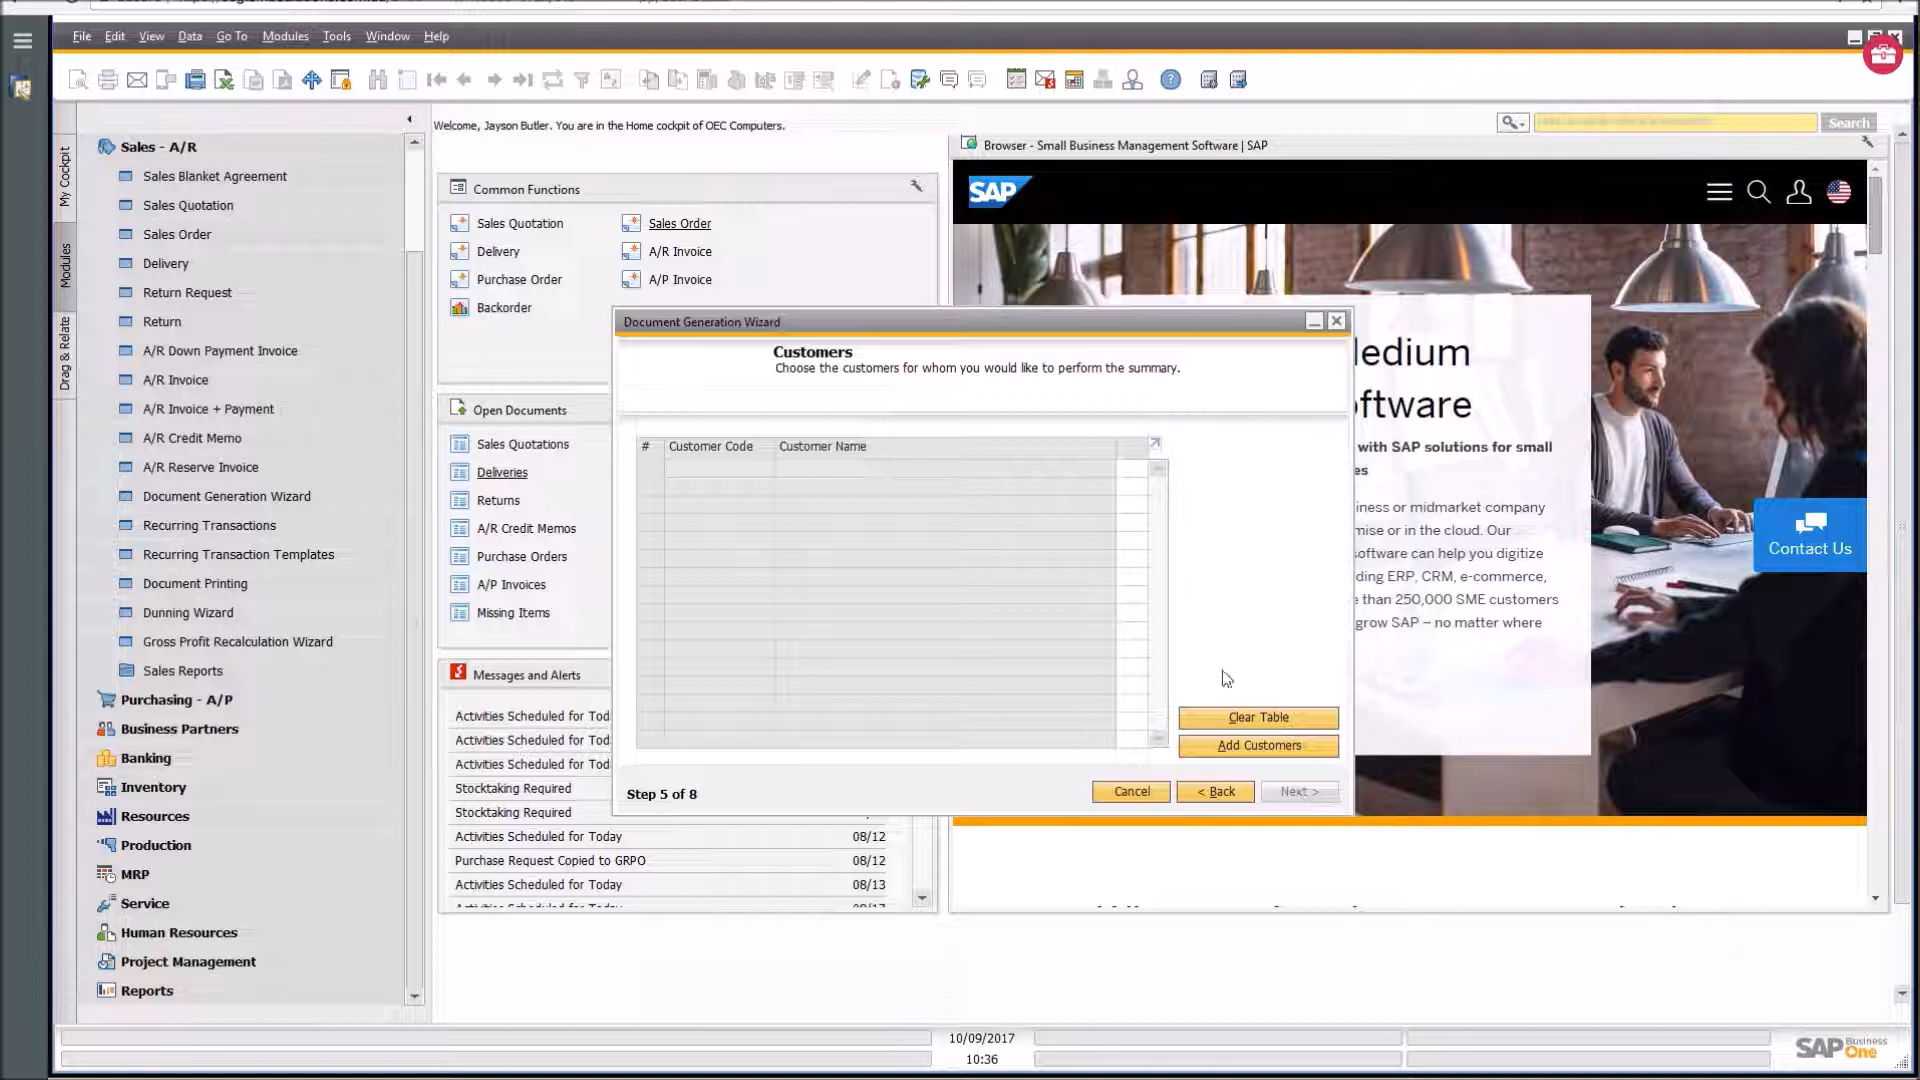 File Edit View Data Go To Modules Tools Window Help
Welcome, Jayson Butler. You are in the Home cockpit of OEC Computers.
Search
My Cockpit
Modules
Drag & Relate
Sales - A/R
Sales Blanket Agreement
Sales Quotation
Sales Order
Delivery
Return Request
Return
A/R Down Payment Invoice
A/R Invoice
A/R Invoice + Payment
A/R Credit Memo
A/R Reserve Invoice
Document Generation Wizard
Recurring Transactions
Recurring Transaction Templates
Document Printing
Dunning Wizard
Gross Profit Recalculation Wizard
Sales Reports
Purchasing - A/P
Business Partners
Banking
Inventory
Resources
Production
MRP
Service
Human Resources
Project Management
Reports
Common Functions
Sales Quotation Sales Order
Delivery A/R Invoice
Purchase Order A/P Invoice
Backorder
Open Documents
Sales Quotations
Deliveries
Returns
A/R Credit Memos
Purchase Orders
A/P Invoices
Missing Items
Messages and Alerts
Activities Scheduled for Tod
Activities Scheduled for Tod
Activities Scheduled for Tod
Stocktaking Required
Stocktaking Required
Activities Scheduled for Today 08/12
Purchase Request Copied to GRPO 08/12
Activities Scheduled for Today 08/13
Document Generation Wizard
Customers
Choose the customers for whom you would like to perform the summary.
# Customer Code Customer Name
Clear Table
Add Customers
Step 5 of 8
Cancel < Back Next >
Browser - Small Business Management Software | SAP
SAP
edium
oftware
with SAP solutions for small
es
iness or midmarket company
mise or in the cloud. Our
software can help you digitize
ding ERP, CRM, e-commerce,
than 250,000 SME customers
grow SAP – no matter where
Contact Us
10/09/2017
10:36
SAP Business One